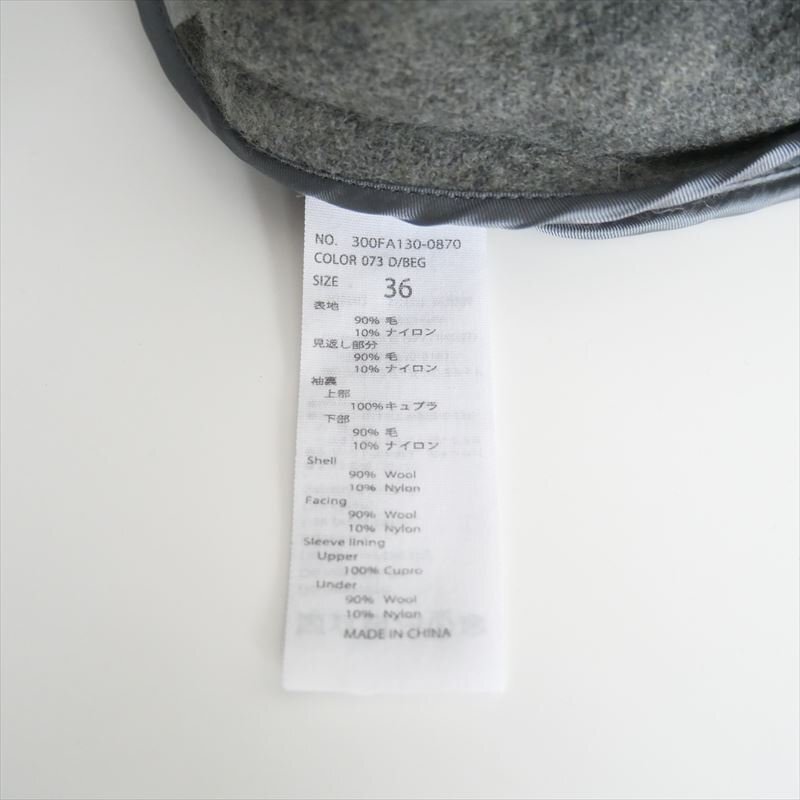 NO. 300FA130-0870
COLOR 073 D/BEG
SIZE 36
表地
90% 毛
10% ナイロン
見返し部分
90% 毛
10% ナイロン
袖裏
上部
100%キュプラ
下部
90% 毛
10% ナイロン
Shell
90% Wool
10% Nylon
Facing
90% Wool
10% Nylon
Sleeve lining
Upper
100% Cupro
Under
90% Wool
10% Nylon
MADE IN CHINA